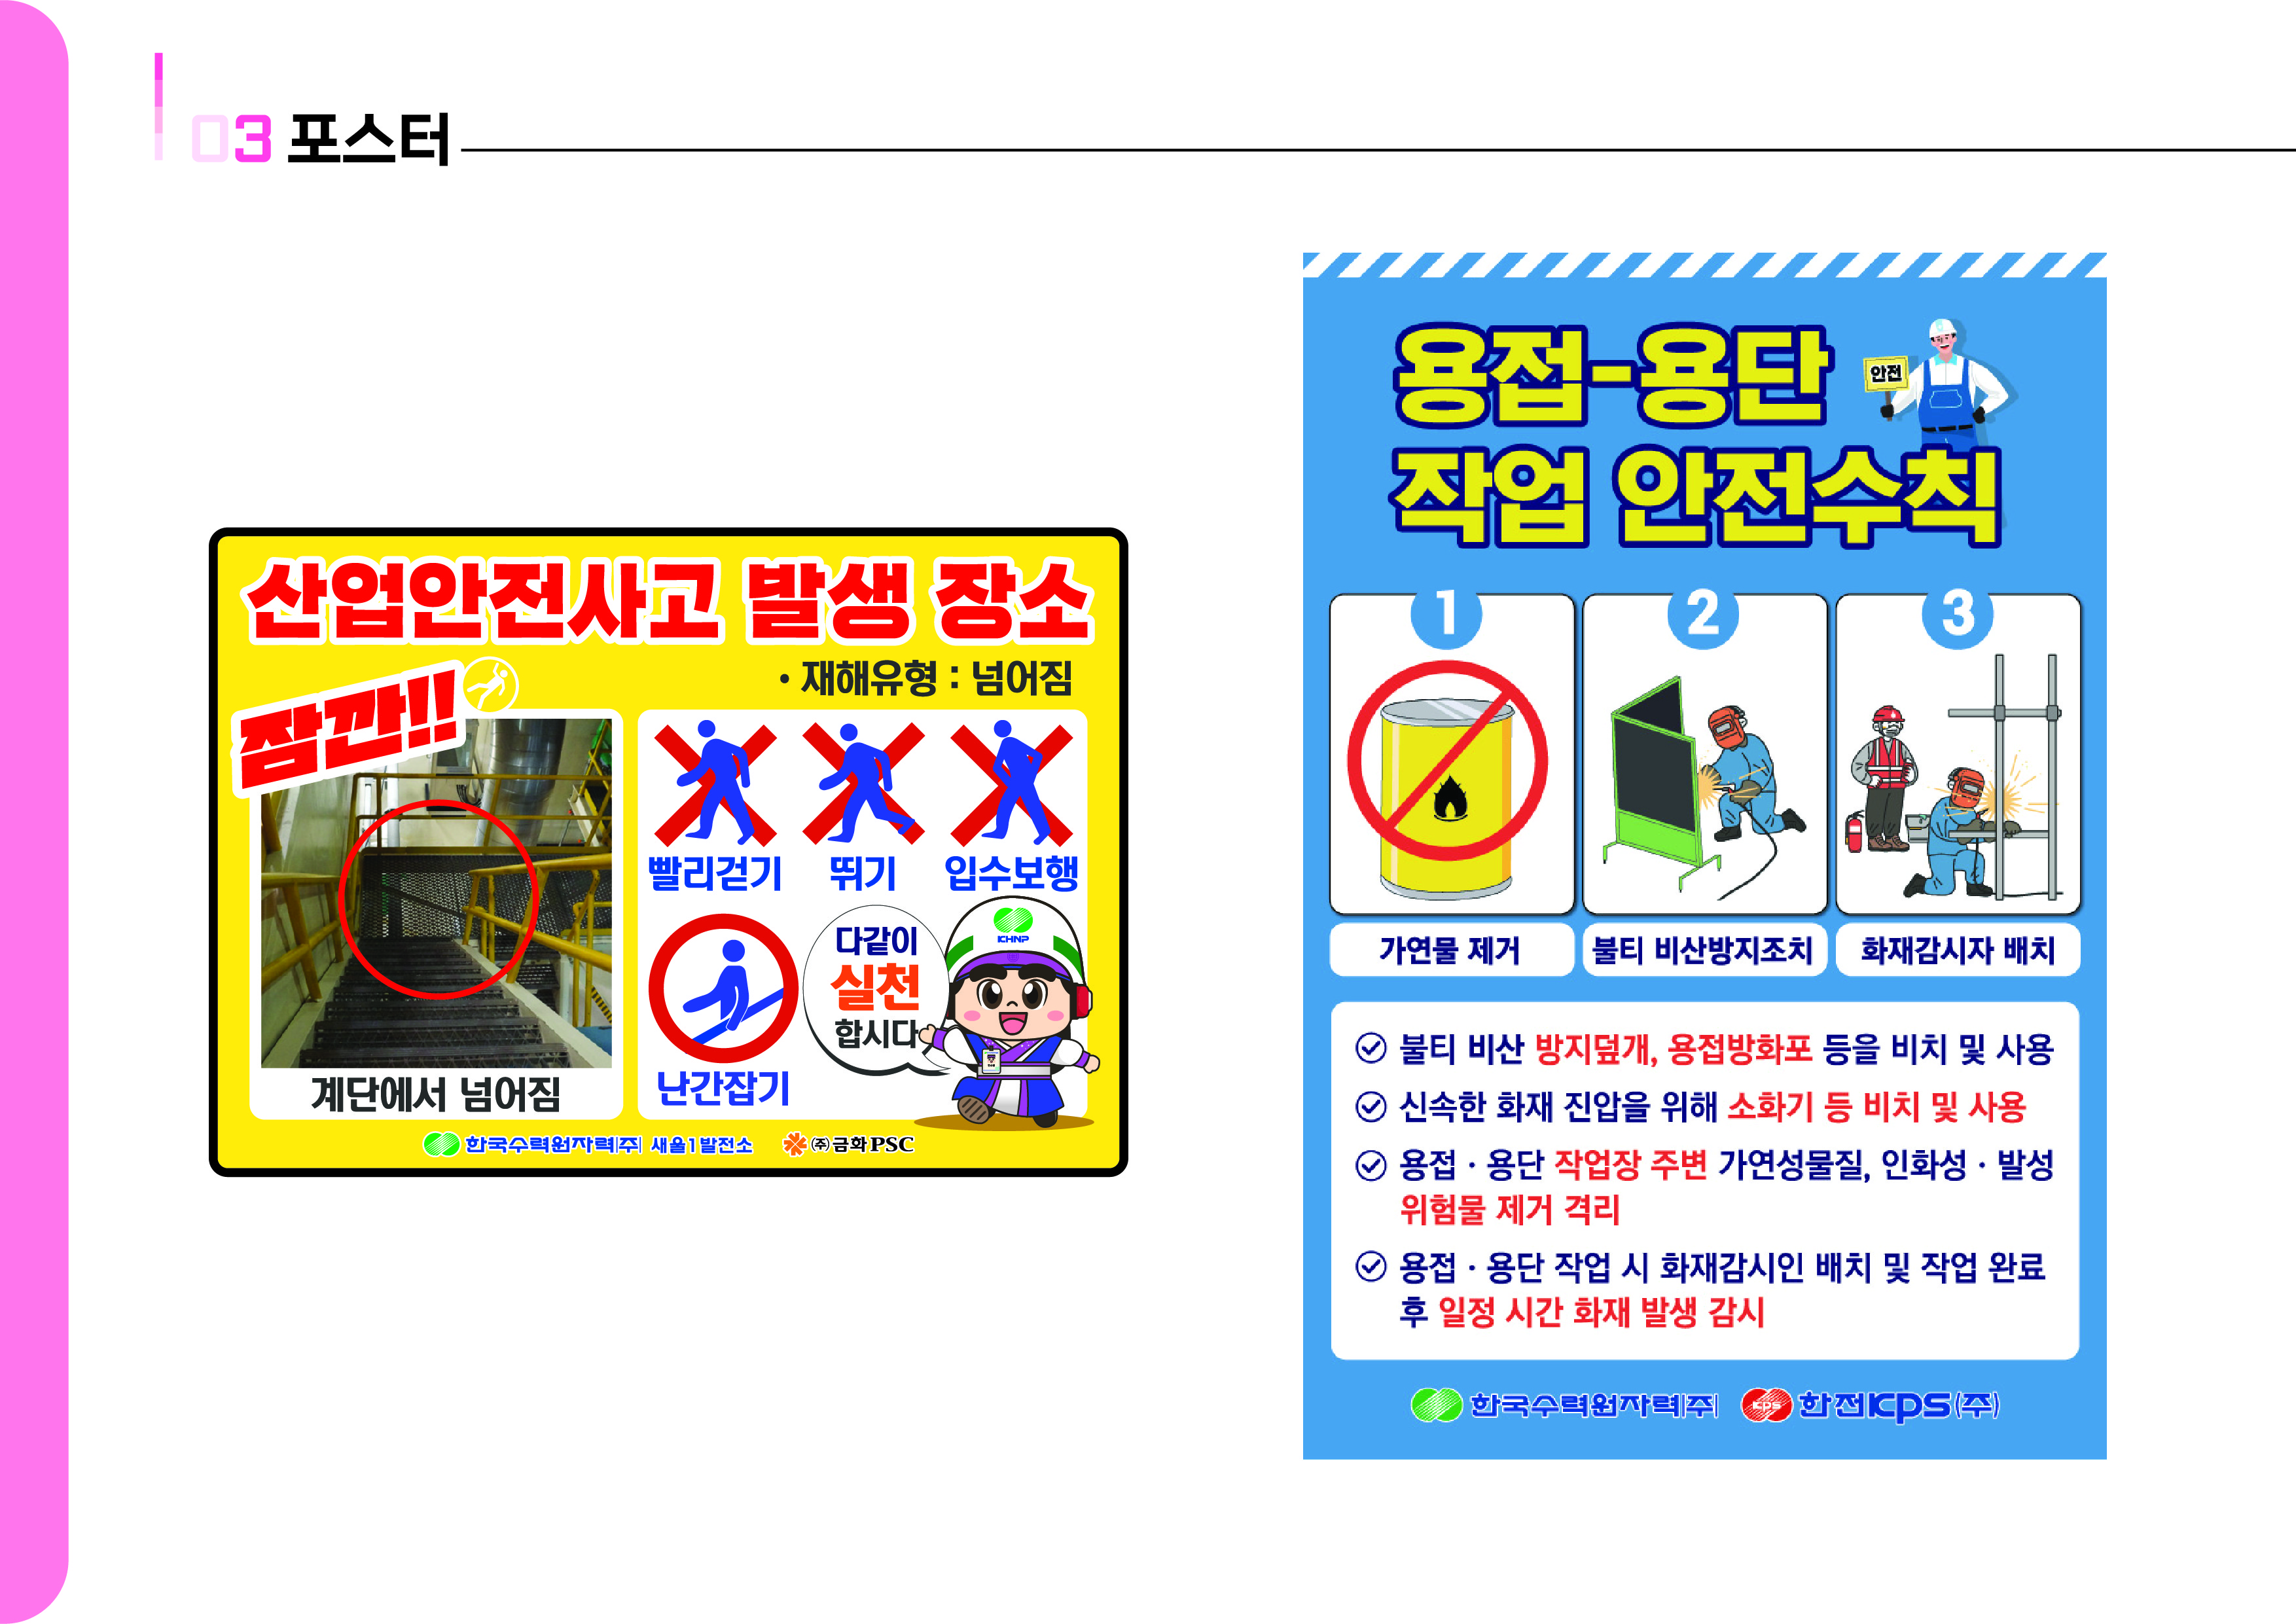 03 포스터
산업안전사고 발생 장소
· 재해유형 : 넘어짐
잠깐!!
빨리걷기 뛰기 입수보행
난간잡기
다같이
실천
합시다
KHNP
계단에서 넘어짐
한국수력원자력(주) 새울1발전소 (주)금화PSC
용접-용단
안전
작업 안전수칙
1 2 3
가연물 제거 불티 비산방지조치 화재감시자 배치
불티 비산 방지덮개, 용접방화포 등을 비치 및 사용
신속한 화재 진압을 위해 소화기 등 비치 및 사용
용접 · 용단 작업장 주변 가연성물질, 인화성 · 발성
위험물 제거 격리
용접 · 용단 작업 시 화재감시인 배치 및 작업 완료
후 일정 시간 화재 발생 감시
한국수력원자력(주) KPS 한전KPS(주)